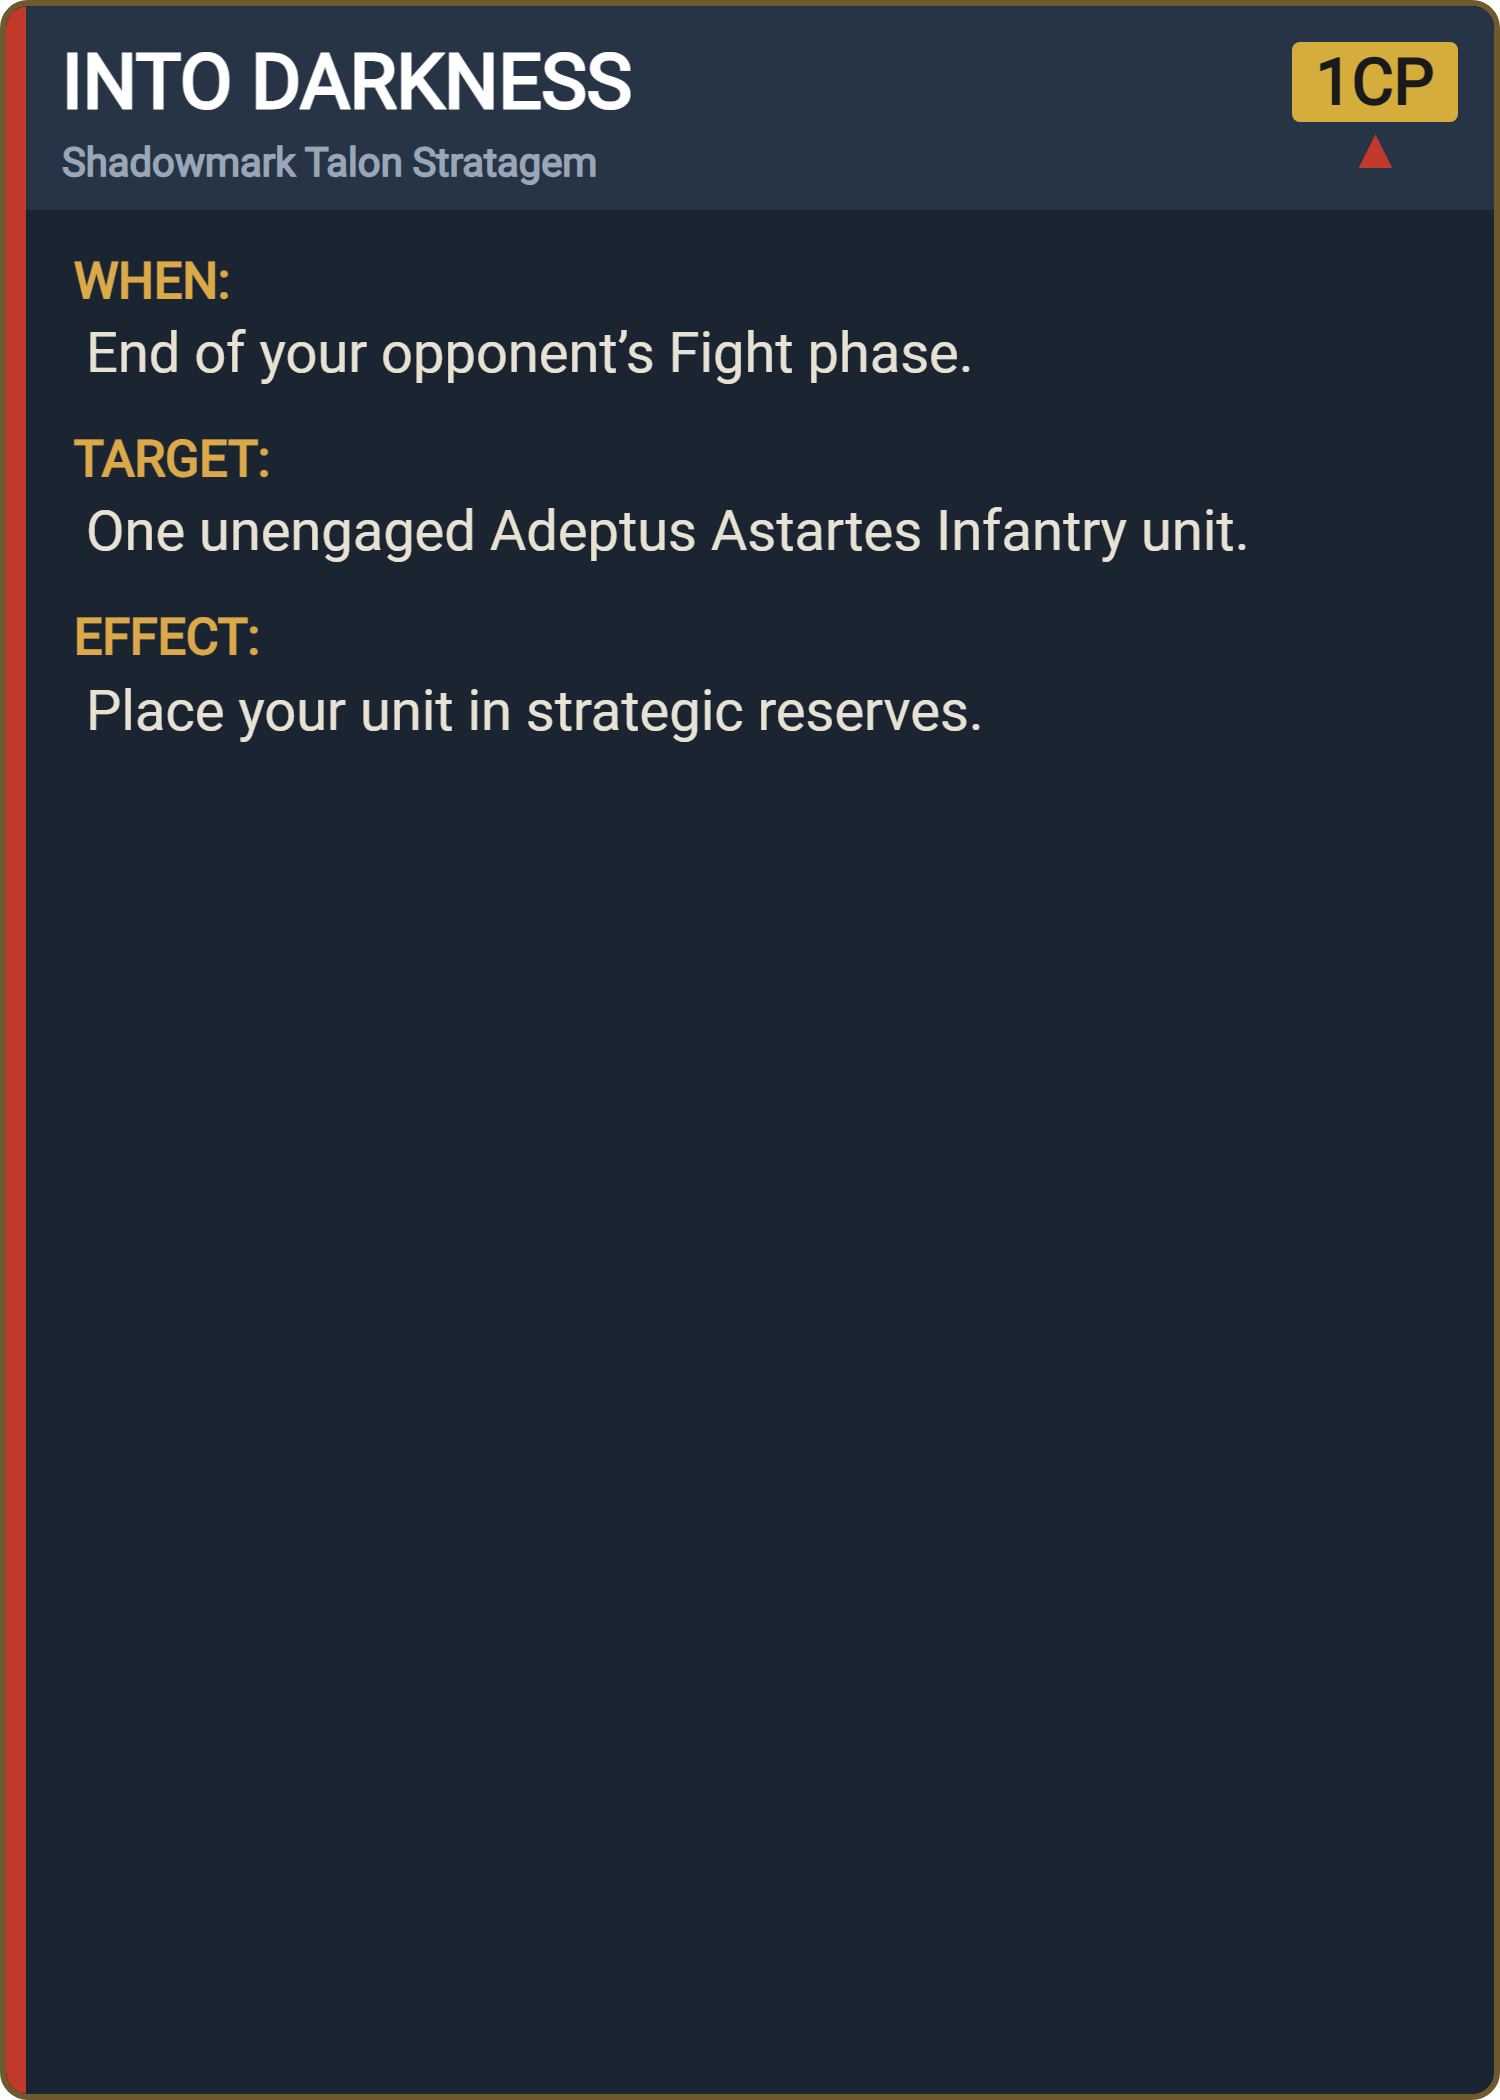 INTO DARKNESS
1CP
Shadowmark Talon Stratagem
WHEN:
End of your opponent’s Fight phase.
TARGET:
One unengaged Adeptus Astartes Infantry unit.
EFFECT:
Place your unit in strategic reserves.